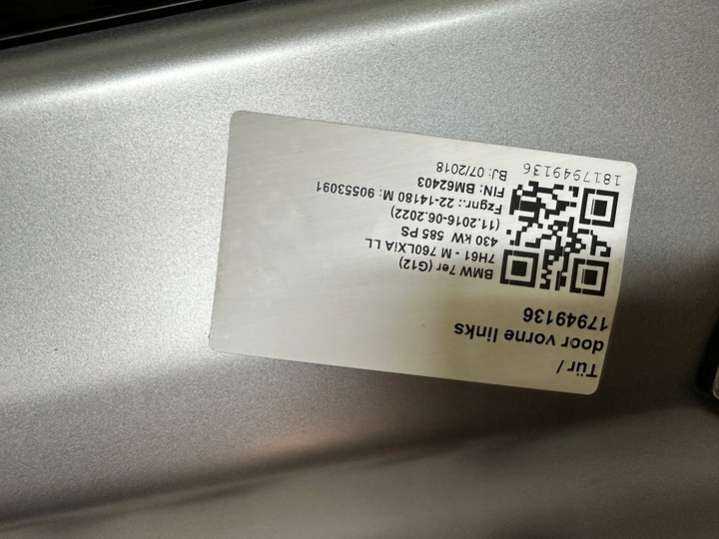 Tür /
door vorne links
17949136
BMW 7er (G12)
7H61 - M 760LXiA LL
430 kW 585 PS
(11.2016-06.2022)
Fzgnr.: 22-14180 M: 90553091
FIN: BM62403
BJ: 07/2018
1817949136